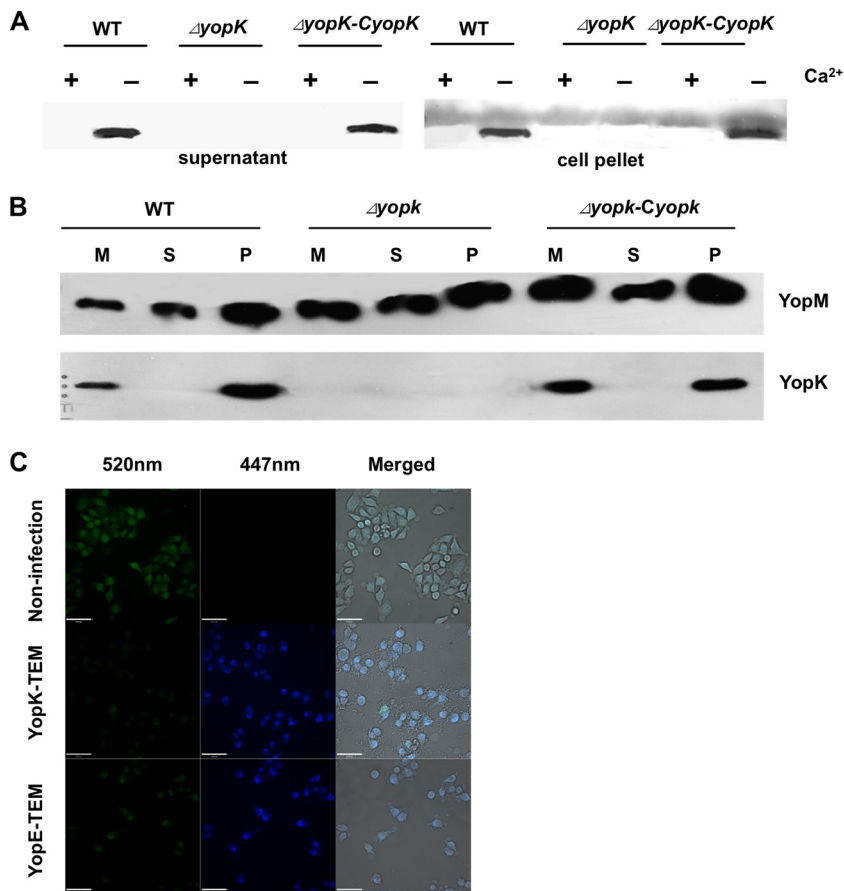 A
WT ⊿yopK ⊿yopK-CyopK WT ⊿yopK ⊿yopK-CyopK
+ – + – + – + – + – + – Ca²⁺
supernatant cell pellet
B
WT ⊿yopk ⊿yopk-Cyopk
M S P M S P M S P
YopM
YopK
C
520nm 447nm Merged
Non-infection
YopK-TEM
YopE-TEM